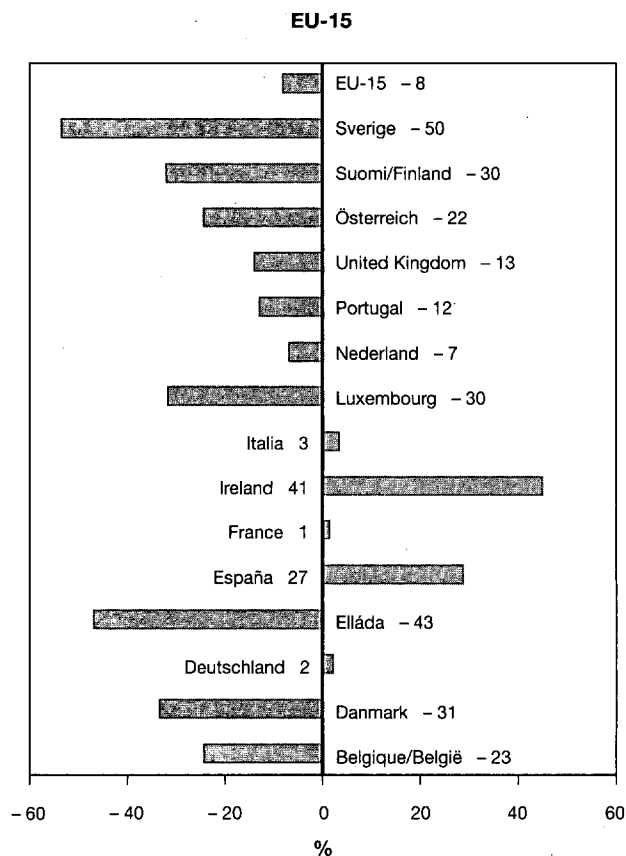 EU-15
EU-15 – 8
Sverige – 50
Suomi/Finland – 30
Österreich – 22
United Kingdom – 13
Portugal – 12
Nederland – 7
Luxembourg – 30
Italia 3
Ireland 41
France 1
España 27
Elláda – 43
Deutschland 2
Danmark – 31
Belgique/België – 23
– 60 – 40 – 20 0 20 40 60
%